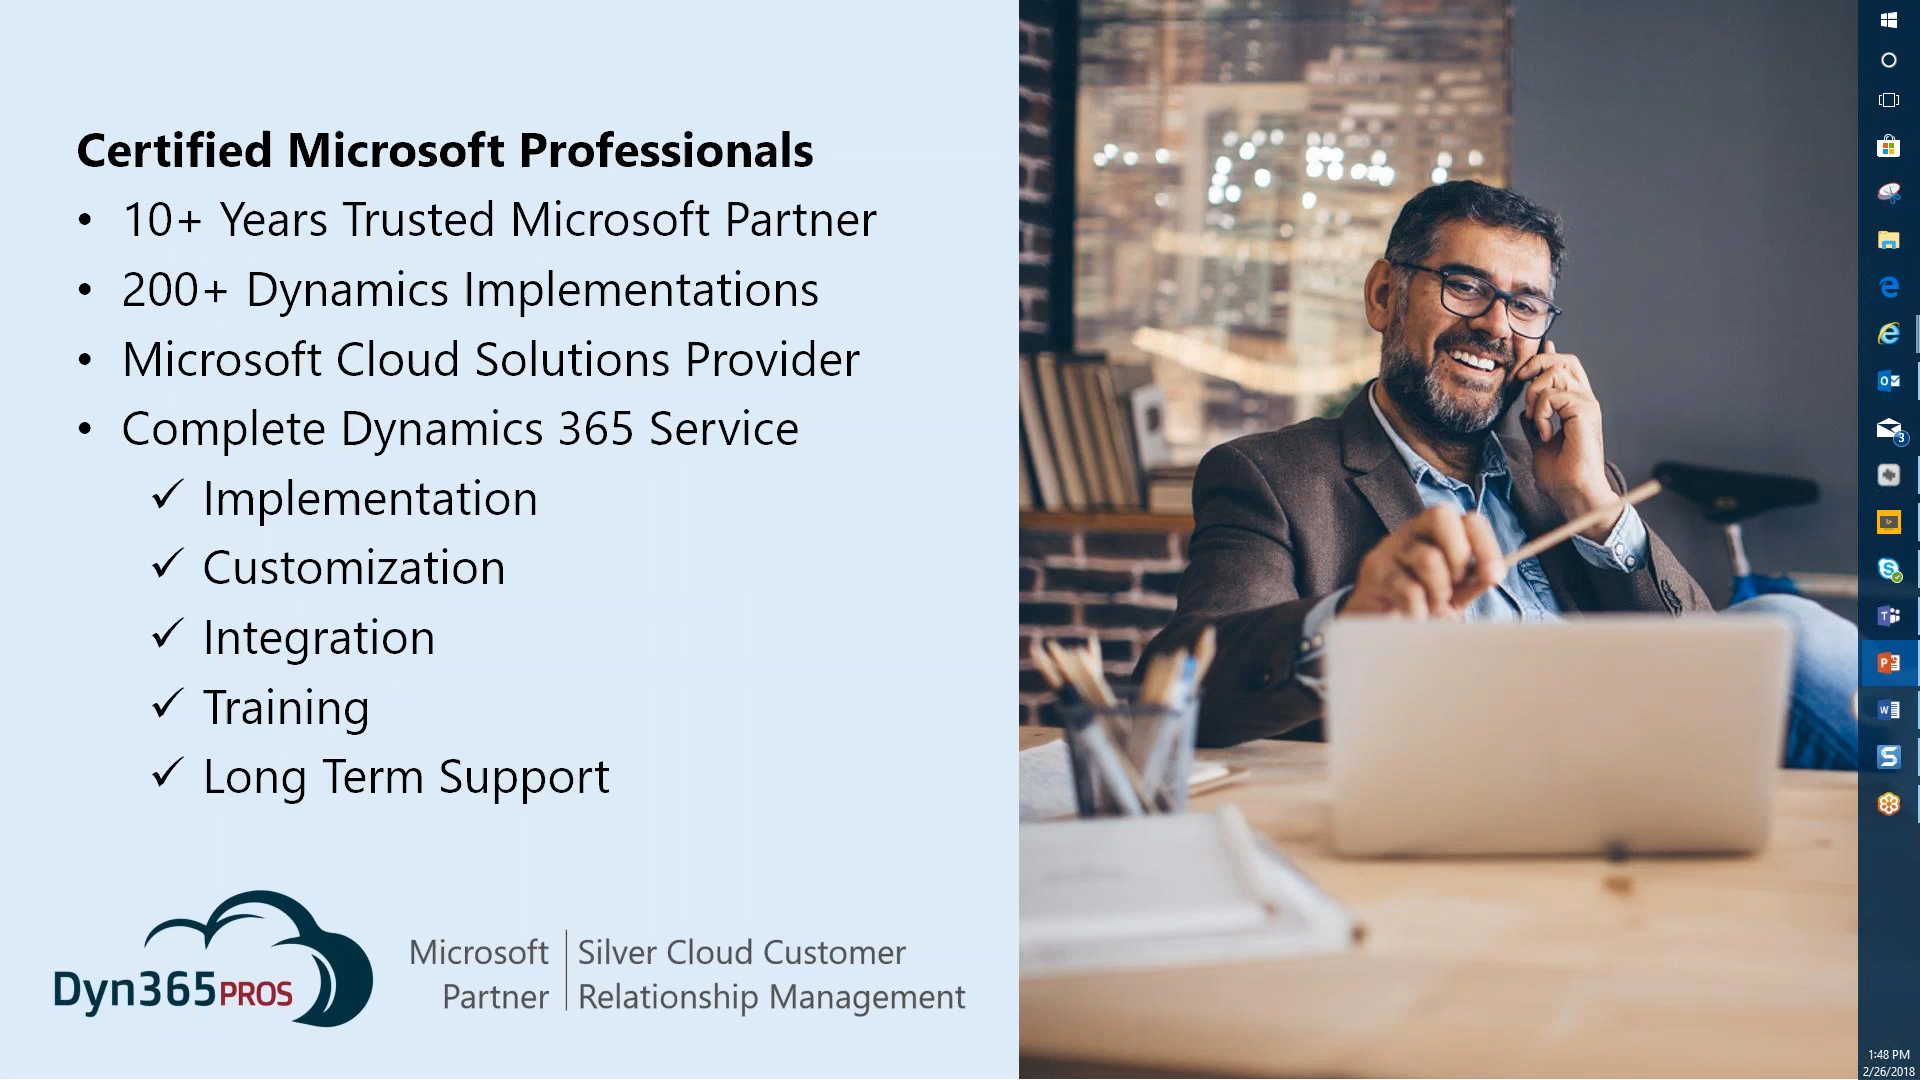 Certified Microsoft Professionals
• 10+ Years Trusted Microsoft Partner
• 200+ Dynamics Implementations
• Microsoft Cloud Solutions Provider
• Complete Dynamics 365 Service
✓ Implementation
✓ Customization
✓ Integration
✓ Training
✓ Long Term Support
Dyn365PROS
Microsoft Partner
Silver Cloud Customer
Relationship Management
3
1:48 PM
2/26/2018